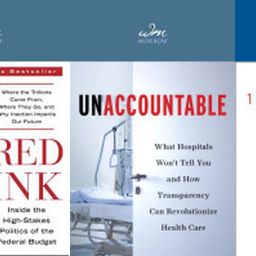 Bestseller
Where the Trillions
Came From,
Where They Go, and
Why Inaction Imperils
Our Future
RED
INK
Inside the
High-Stakes
Politics of the
Federal Budget
UNACCOUNTABLE
What Hospitals
Won't Tell You
and How
Transparency
Can Revolutionize
Health Care
1